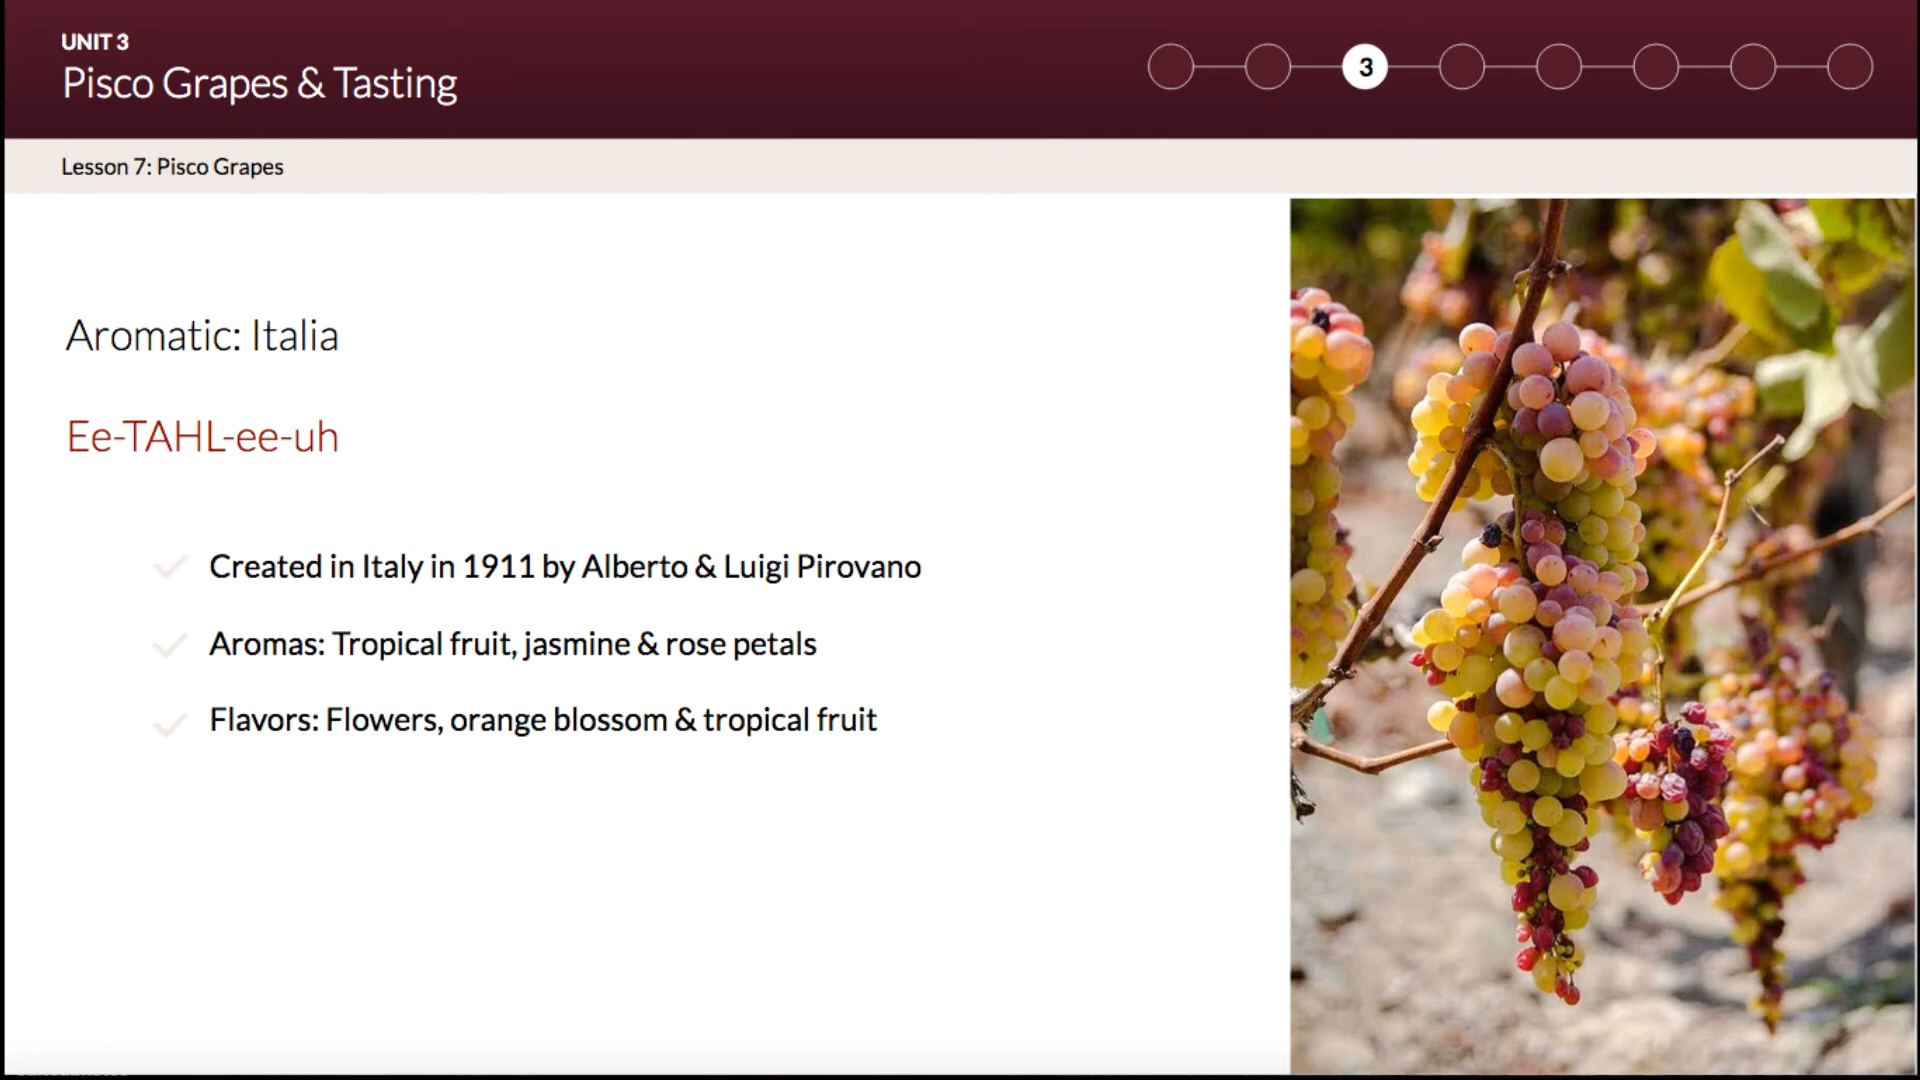 UNIT 3
Pisco Grapes & Tasting
3
Lesson 7: Pisco Grapes
Aromatic: Italia
Ee-TAHL-ee-uh
Created in Italy in 1911 by Alberto & Luigi Pirovano
Aromas: Tropical fruit, jasmine & rose petals
Flavors: Flowers, orange blossom & tropical fruit